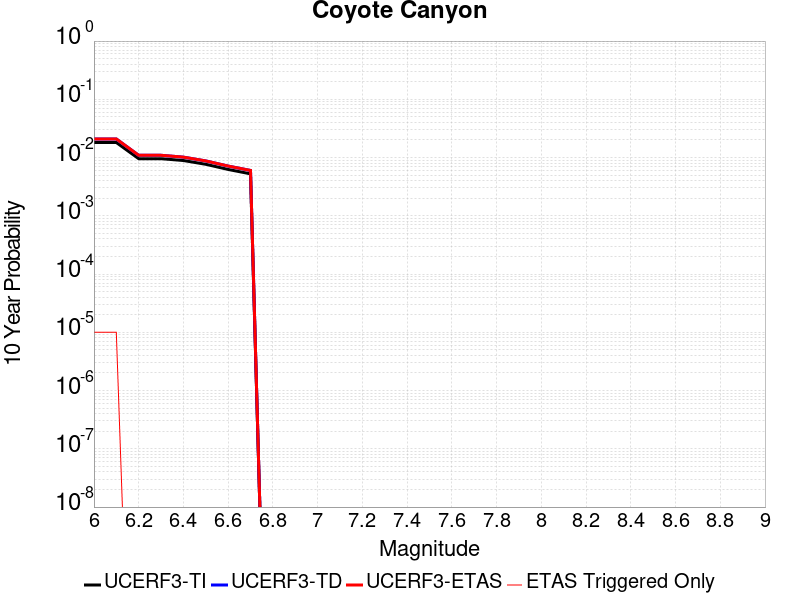 Coyote Canyon
10 0
10 -1
10 -2
10 -3
10 -4
10 -5
10 -6
10 -7
10 -8
10 Year Probability
6 6.2 6.4 6.6 6.8 7 7.2 7.4 7.6 7.8 8 8.2 8.4 8.6 8.8 9
Magnitude
UCERF3-TI UCERF3-TD UCERF3-ETAS ETAS Triggered Only